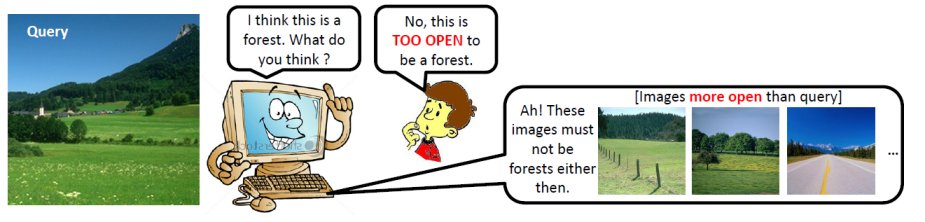 Query
I think this is a
forest. What do
you think ?
No, this is
TOO OPEN to
be a forest.
[Images more open than query]
Ah! These
images must
not be
forests either
then.
...